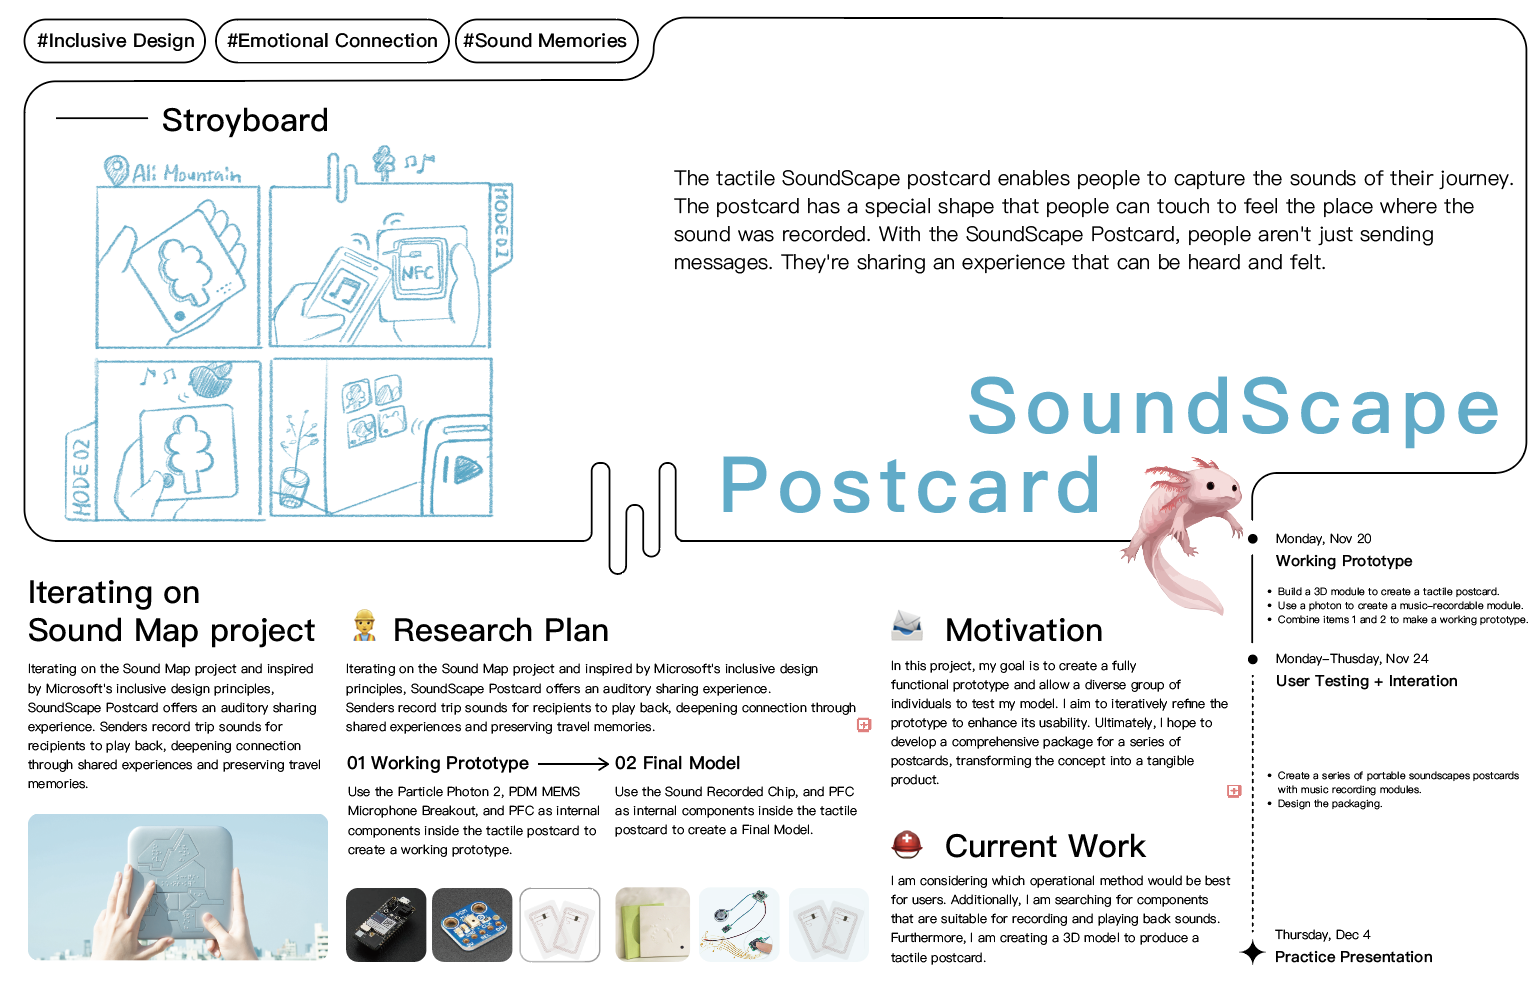 #Inclusive Design
#Emotional Connection
#Sound Memories
Stroyboard
Ali Mountain
MODE 01
NFC
MODE 02
The tactile SoundScape postcard enables people to capture the sounds of their journey.
The postcard has a special shape that people can touch to feel the place where the
sound was recorded. With the SoundScape Postcard, people aren't just sending
messages. They're sharing an experience that can be heard and felt.
SoundScape
Postcard
Iterating on
Sound Map project
Iterating on the Sound Map project and inspired
by Microsoft's inclusive design principles,
SoundScape Postcard offers an auditory sharing
experience. Senders record trip sounds for
recipients to play back, deepening connection
through shared experiences and preserving travel
memories.
Research Plan
Iterating on the Sound Map project and inspired by Microsoft's inclusive design
principles, SoundScape Postcard offers an auditory sharing experience.
Senders record trip sounds for recipients to play back, deepening connection through
shared experiences and preserving travel memories.
01 Working Prototype
Use the Particle Photon 2, PDM MEMS
Microphone Breakout, and PFC as internal
components inside the tactile postcard to
create a working prototype.
02 Final Model
Use the Sound Recorded Chip, and PFC
as internal components inside the tactile
postcard to create a Final Model.
Motivation
In this project, my goal is to create a fully
functional prototype and allow a diverse group of
individuals to test my model. I aim to iteratively refine the
prototype to enhance its usability. Ultimately, I hope to
develop a comprehensive package for a series of
postcards, transforming the concept into a tangible
product.
Current Work
I am considering which operational method would be best
for users. Additionally, I am searching for components
that are suitable for recording and playing back sounds.
Furthermore, I am creating a 3D model to produce a
tactile postcard.
Monday, Nov 20
Working Prototype
• Build a 3D module to create a tactile postcard.
• Use a photon to create a music-recordable module.
• Combine items 1 and 2 to make a working prototype.
Monday-Thusday, Nov 24
User Testing + Interation
• Create a series of portable soundscapes postcards
with music recording modules.
• Design the packaging.
Thursday, Dec 4
Practice Presentation